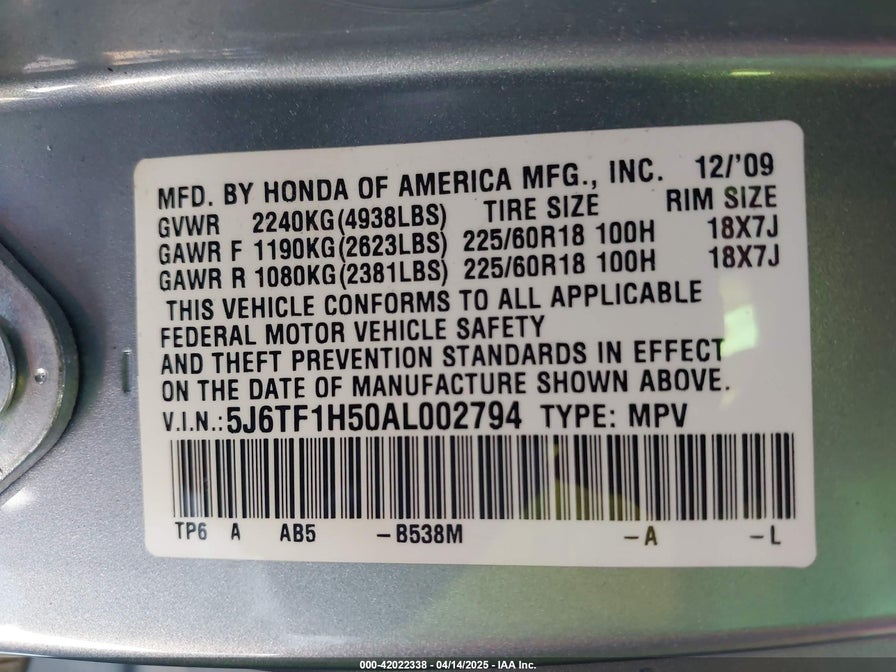 MFD. BY HONDA OF AMERICA MFG., INC. 12/'09
GVWR 2240KG(4938LBS) TIRE SIZE RIM SIZE
GAWR F 1190KG(2623LBS) 225/60R18 100H 18X7J
GAWR R 1080KG(2381LBS) 225/60R18 100H 18X7J
THIS VEHICLE CONFORMS TO ALL APPLICABLE
FEDERAL MOTOR VEHICLE SAFETY
AND THEFT PREVENTION STANDARDS IN EFFECT
ON THE DATE OF MANUFACTURE SHOWN ABOVE.
V.I.N.:5J6TF1H50AL002794 TYPE: MPV
TP6 A AB5 -B538M -A -L
000-42022338 - 04/14/2025 - IAA Inc.